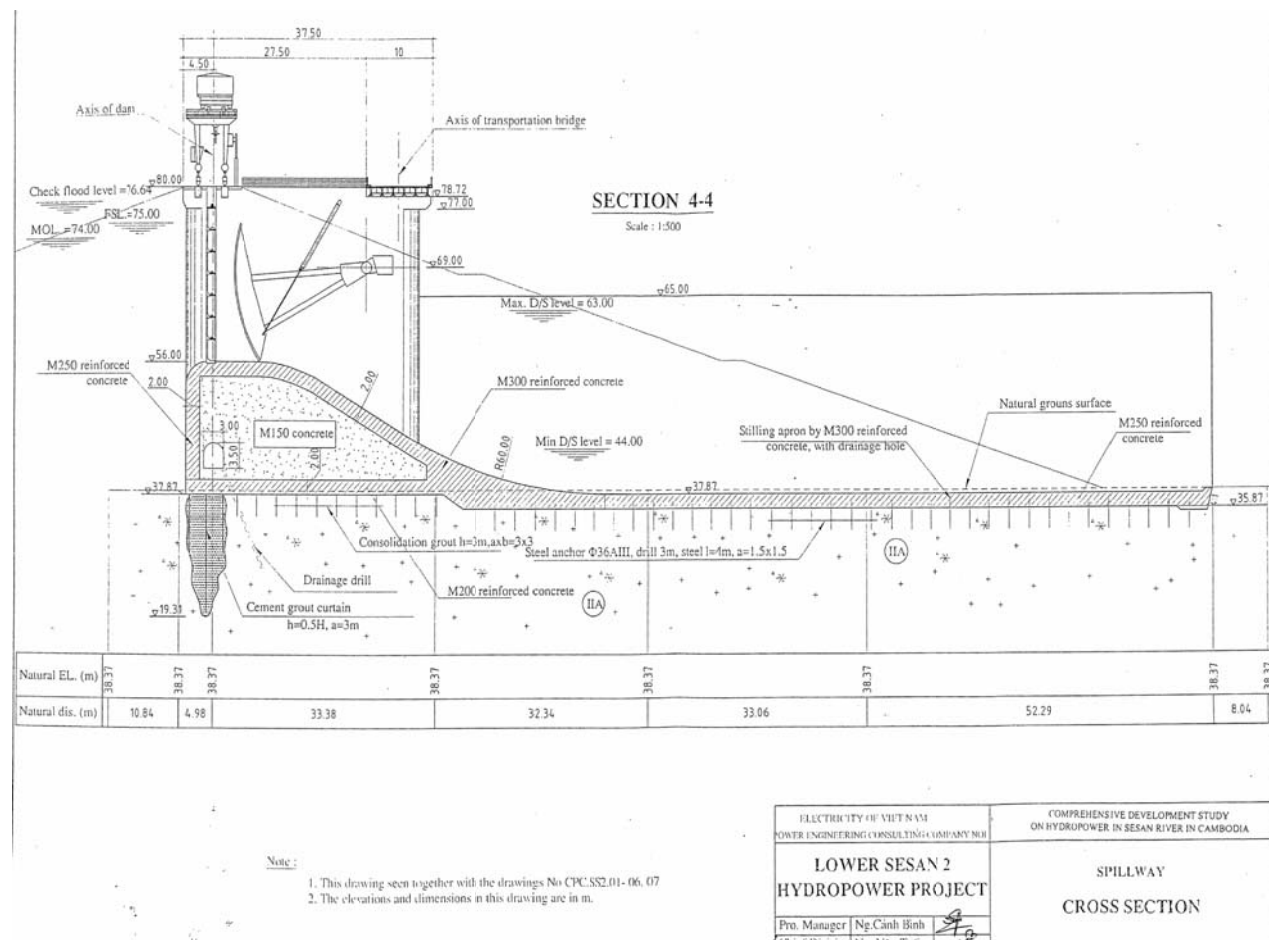 37.50
27.50
10
4.50
Axis of dam
Axis of transportation bridge
80.00
Check flood level =76.64
78.72
77.00
FSL.=75.00
MOL. =74.00
SECTION 4-4
Scale : 1:500
69.00
65.00
Max. D/S level = 63.00
56.00
M250 reinforced
concrete
2.00
2.00
M300 reinforced concrete
Natural grouns surface
M250 reinforced
concrete
3.00
M150 concrete
3.50
2.00
R60.00
Min D/S level = 44.00
Stilling apron by M300 reinforced
concrete, with drainage hole
37.87
37.87
35.87
Consolidation grout h=3m,axb=3x3
Steel anchor Φ36AIII, drill 3m, steel l=4m, a=1.5x1.5
IIA
Drainage drill
M200 reinforced concrete
IIA
19.31
Cement grout curtain
h=0.5H, a=3m
Natural EL. (m) 38.37 38.37 38.37 38.37 38.37 38.37 38.37 38.37
Natural dis. (m) 10.84 4.98 33.38 32.34 33.06 52.29 8.04
Note :
1. This drawing seen together with the drawings No CPC.SS2.01- 06, 07
2. The elevations and dimensions in this drawing are in m.
ELECTRICITY OF VIET NAM
POWER ENGINEERING CONSULTING COMPANY NO1
COMPREHENSIVE DEVELOPMENT STUDY
ON HYDROPOWER IN SESAN RIVER IN CAMBODIA
LOWER SESAN 2
HYDROPOWER PROJECT
SPILLWAY
CROSS SECTION
Pro. Manager Ng.Cảnh Bình